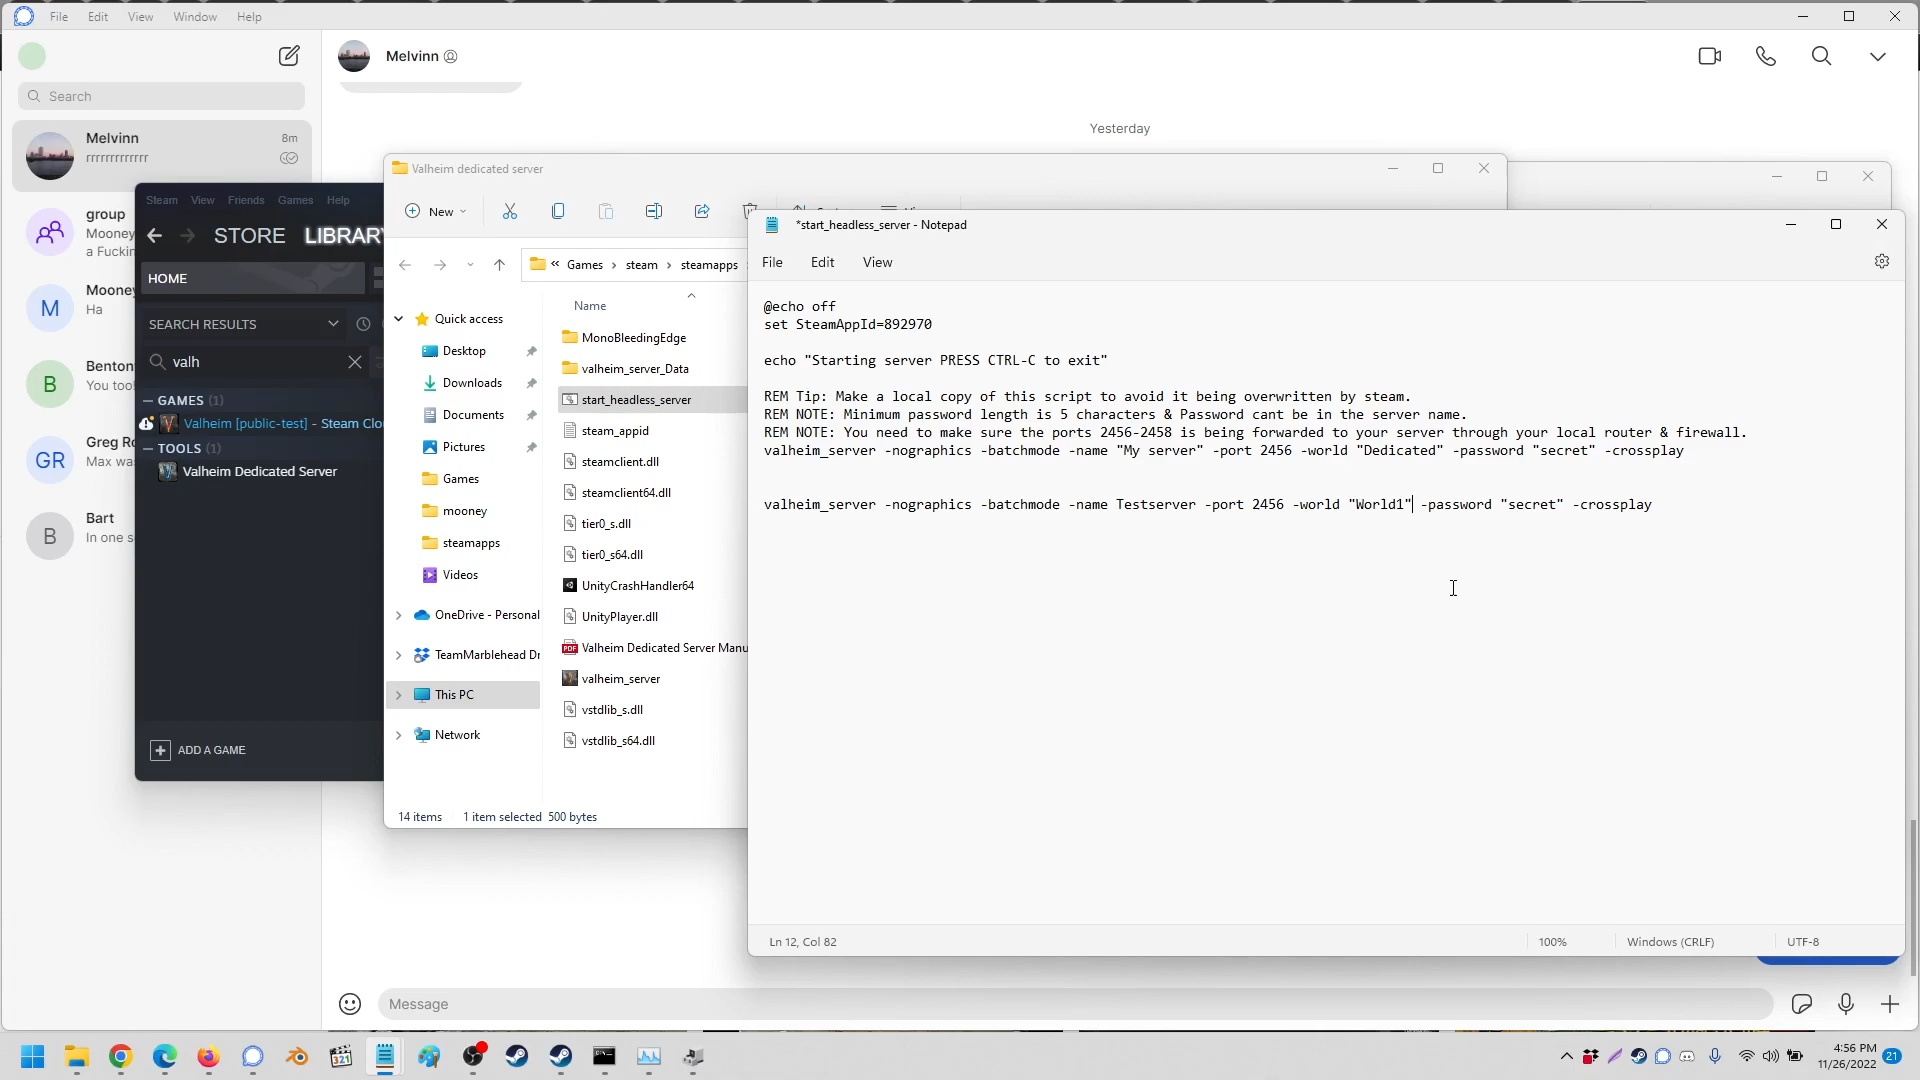 File Edit View Window Help
Search
Melvinn 8m
rrrrrrrrrrrrr
group
Mooney
a Fuckin
M
Mooney
Ha
B
Benton
You too!
GR
Greg Ro
Max was
B
Bart
In one s
Melvinn
Yesterday
Message
Steam View Friends Games Help
STORE LIBRARY
HOME
SEARCH RESULTS
valh
— GAMES (1)
Valheim [public-test] - Steam Clou
— TOOLS (1)
Valheim Dedicated Server
ADD A GAME
Valheim dedicated server
New
« Games › steam › steamapps
Quick access
Desktop
Downloads
Documents
Pictures
Games
mooney
steamapps
Videos
OneDrive - Personal
TeamMarblehead Dr
This PC
Network
Name
MonoBleedingEdge
valheim_server_Data
start_headless_server
steam_appid
steamclient.dll
steamclient64.dll
tier0_s.dll
tier0_s64.dll
UnityCrashHandler64
UnityPlayer.dll
PDF
Valheim Dedicated Server Manu
valheim_server
vstdlib_s.dll
vstdlib_s64.dll
14 items 1 item selected 500 bytes
*start_headless_server - Notepad
File Edit View
@echo off
set SteamAppId=892970
echo "Starting server PRESS CTRL-C to exit"
REM Tip: Make a local copy of this script to avoid it being overwritten by steam.
REM NOTE: Minimum password length is 5 characters & Password cant be in the server name.
REM NOTE: You need to make sure the ports 2456-2458 is being forwarded to your server through your local router & firewall.
valheim_server -nographics -batchmode -name "My server" -port 2456 -world "Dedicated" -password "secret" -crossplay
valheim_server -nographics -batchmode -name Testserver -port 2456 -world "World1" -password "secret" -crossplay
Ln 12, Col 82 100% Windows (CRLF) UTF-8
321
4:56 PM
11/26/2022
21